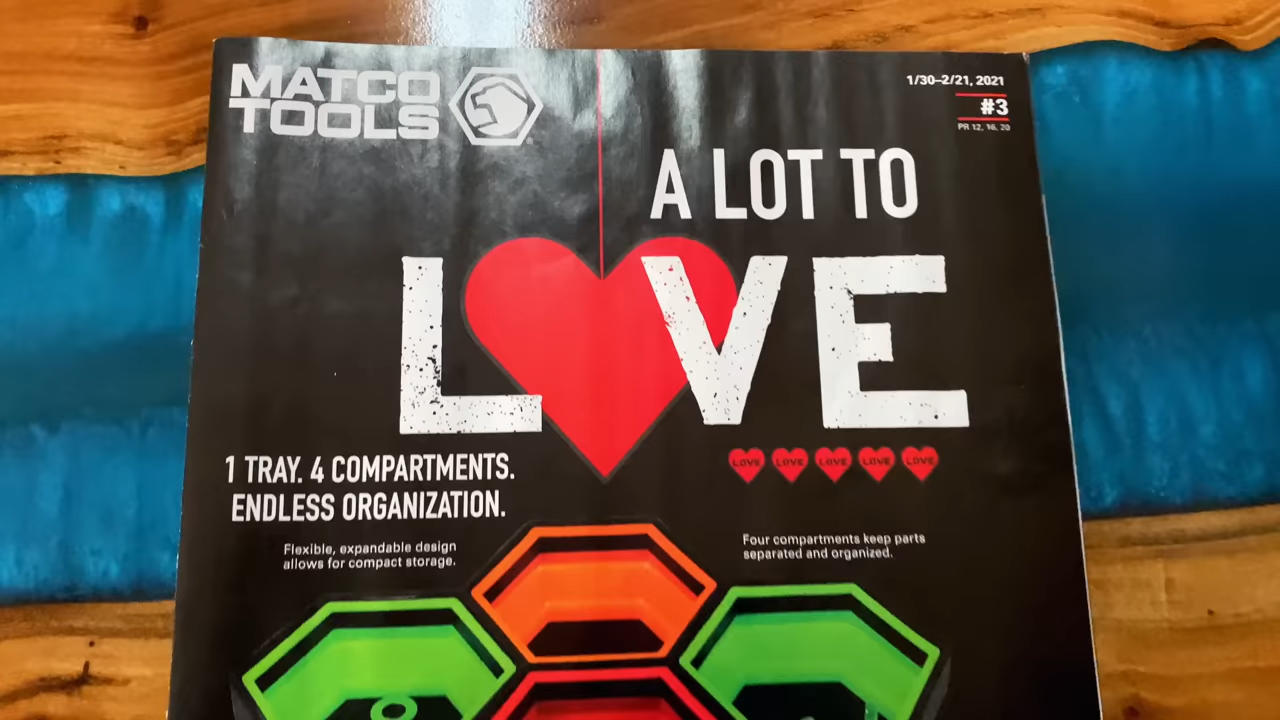 MATCO
TOOLS
1/30–2/21, 2021
#3
PR 12, 16, 20
A LOT TO
L VE
LOVE LOVE LOVE LOVE LOVE
1 TRAY. 4 COMPARTMENTS.
ENDLESS ORGANIZATION.
Flexible, expandable design
allows for compact storage.
Four compartments keep parts
separated and organized.